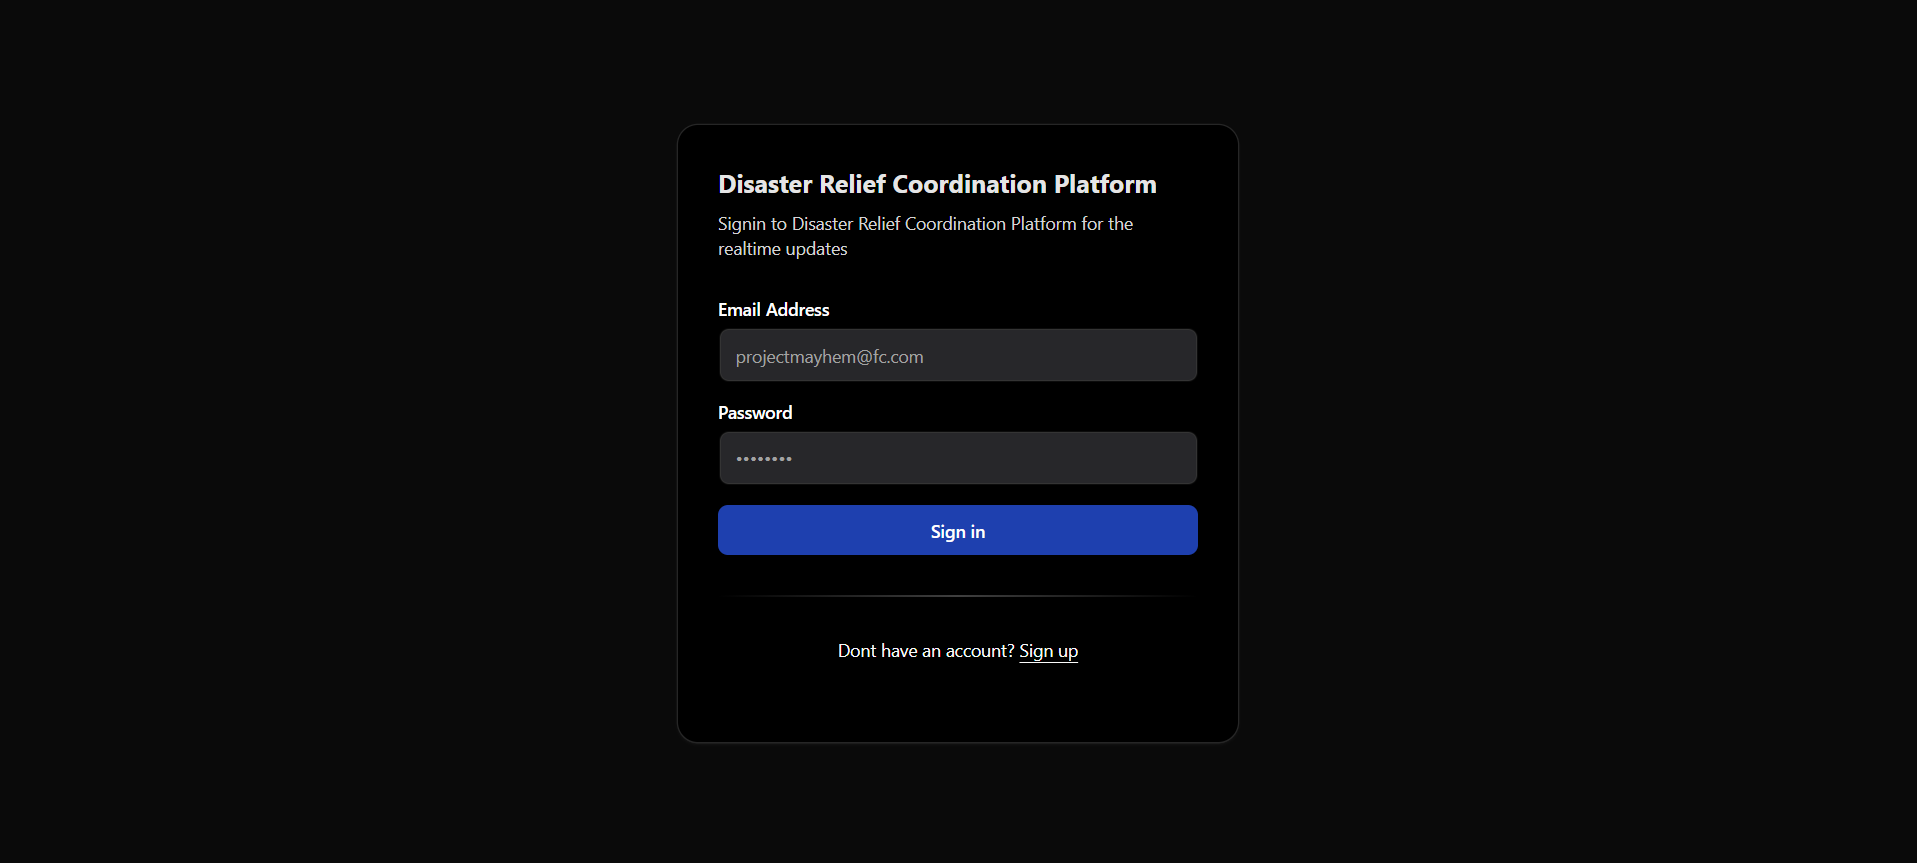 Disaster Relief Coordination Platform
Signin to Disaster Relief Coordination Platform for the
realtime updates
Email Address
projectmayhem@fc.com
Password
••••••••
Sign in
Dont have an account? Sign up